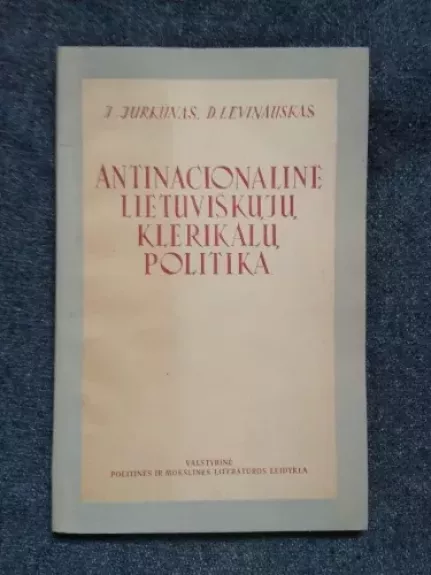 J. JURKŪNAS, D. LEVINAUSKAS
ANTINACIONALINĖ
LIETUVIŠKŲJŲ
KLERIKALŲ
POLITIKA
VALSTYBINĖ
POLITINĖS IR MOKSLINĖS LITERATŪROS LEIDYKLA